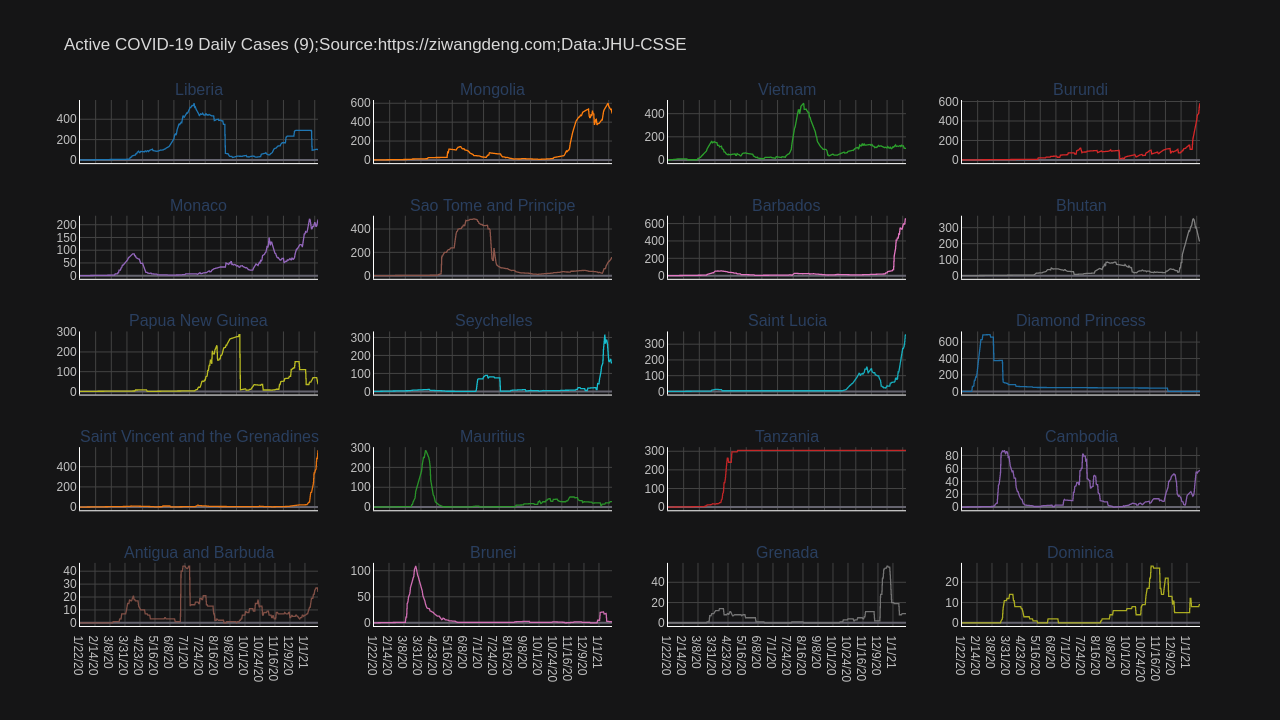 Active COVID-19 Daily Cases (9);Source:https://ziwangdeng.com;Data:JHU-CSSE
Liberia Mongolia Vietnam Burundi
400 200 0
600 400 200 0
400 200 0
600 400 200 0
Monaco Sao Tome and Principe Barbados Bhutan
200 150 100 50 0
400 200 0
600 400 200 0
300 200 100 0
Papua New Guinea Seychelles Saint Lucia Diamond Princess
300 200 100 0
300 200 100 0
300 200 100 0
600 400 200 0
Saint Vincent and the Grenadines Mauritius Tanzania Cambodia
400 200 0
300 200 100 0
300 200 100 0
80 60 40 20 0
Antigua and Barbuda Brunei Grenada Dominica
40 30 20 10 0
100 50 0
40 20 0
20 10 0
1/22/20 2/14/20 3/8/20 3/31/20 4/23/20 5/16/20 6/8/20 7/1/20 7/24/20 8/16/20 9/8/20 10/1/20 10/24/20 11/16/20 12/9/20 1/1/21
1/22/20 2/14/20 3/8/20 3/31/20 4/23/20 5/16/20 6/8/20 7/1/20 7/24/20 8/16/20 9/8/20 10/1/20 10/24/20 11/16/20 12/9/20 1/1/21
1/22/20 2/14/20 3/8/20 3/31/20 4/23/20 5/16/20 6/8/20 7/1/20 7/24/20 8/16/20 9/8/20 10/1/20 10/24/20 11/16/20 12/9/20 1/1/21
1/22/20 2/14/20 3/8/20 3/31/20 4/23/20 5/16/20 6/8/20 7/1/20 7/24/20 8/16/20 9/8/20 10/1/20 10/24/20 11/16/20 12/9/20 1/1/21